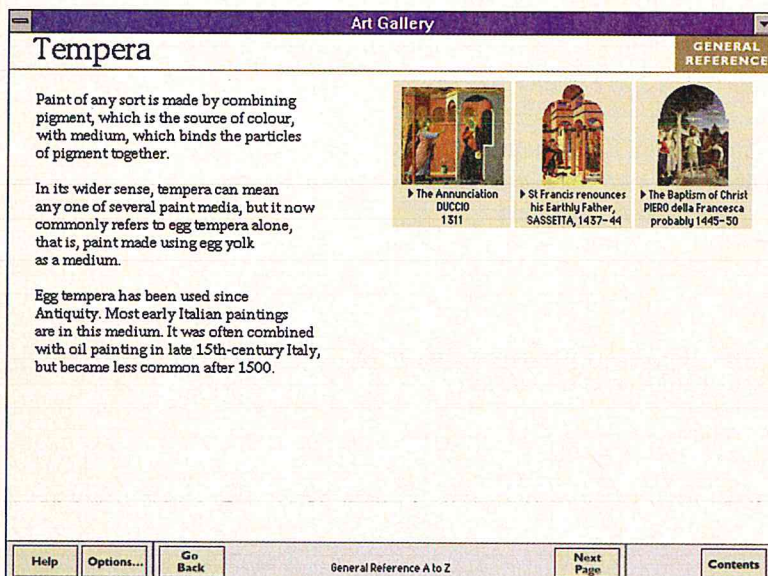 Art Gallery
Tempera
GENERAL
REFERENCE
Paint of any sort is made by combining
pigment, which is the source of colour,
with medium, which binds the particles
of pigment together.
In its wider sense, tempera can mean
any one of several paint media, but it now
commonly refers to egg tempera alone,
that is, paint made using egg yolk
as a medium.
Egg tempera has been used since
Antiquity. Most early Italian paintings
are in this medium. It was often combined
with oil painting in late 15th-century Italy,
but became less common after 1500.
The Annunciation
DUCCIO
1311
St Francis renounces
his Earthly Father,
SASSETTA, 1437-44
The Baptism of Christ
PIERO della Francesca
probably 1445-50
Help
Options...
Go
Back
General Reference A to Z
Next
Page
Contents